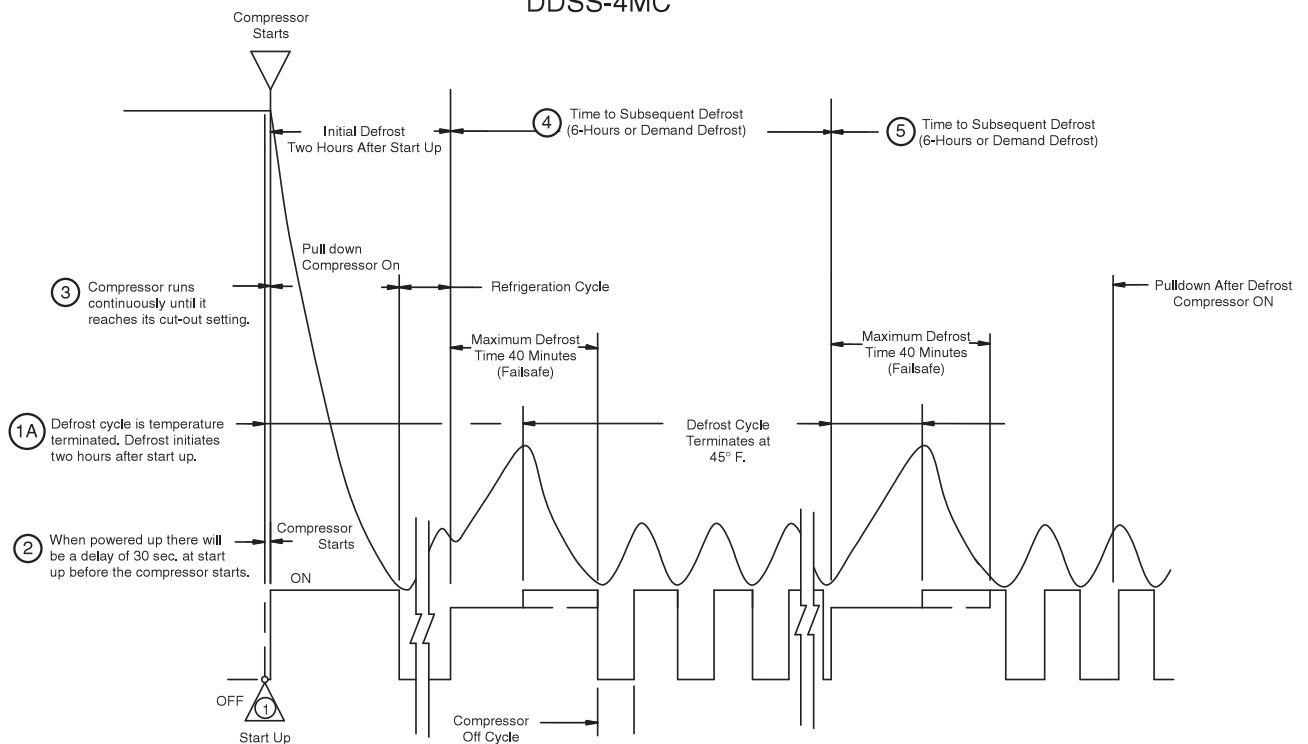 DDSS-4MC
Compressor
Starts
Initial Defrost
Two Hours After Start Up
4
Time to Subsequent Defrost
(6-Hours or Demand Defrost)
5
Time to Subsequent Defrost
(6-Hours or Demand Defrost)
Pull down
Compressor On
3
Compressor runs
continuously until it
reaches its cut-out setting.
Refrigeration Cycle
Pulldown After Defrost
Compressor ON
Maximum Defrost
Time 40 Minutes
(Failsafe)
Maximum Defrost
Time 40 Minutes
(Failsafe)
1A
Defrost cycle is temperature
terminated. Defrost initiates
two hours after start up.
Defrost Cycle
Terminates at
45° F.
2
When powered up there will
be a delay of 30 sec. at start
up before the compressor starts.
Compressor
Starts
ON
OFF
1
Start Up
Compressor
Off Cycle